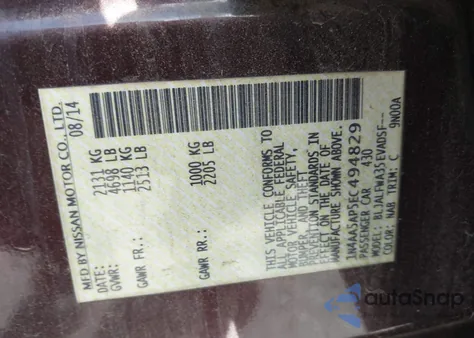 MFD BY NISSAN MOTOR CO., LTD.
DATE: 08/14
GVWR: 2131 KG
4698 LB
GAWR FR: 1140 KG
2513 LB
GAWR RR: 1000 KG
2205 LB
THIS VEHICLE CONFORMS TO
ALL APPLICABLE FEDERAL
MOTOR VEHICLE SAFETY,
BUMPER, AND THEFT
PREVENTION STANDARDS IN
EFFECT ON THE DATE OF
MANUFACTURE SHOWN ABOVE.
1N4AA5AP5EC494829
PASSENGER CAR 430
MODEL: BLJALFWA35EVADSF--
COLOR: NAB TRIM: C 9N00A
autoSnap